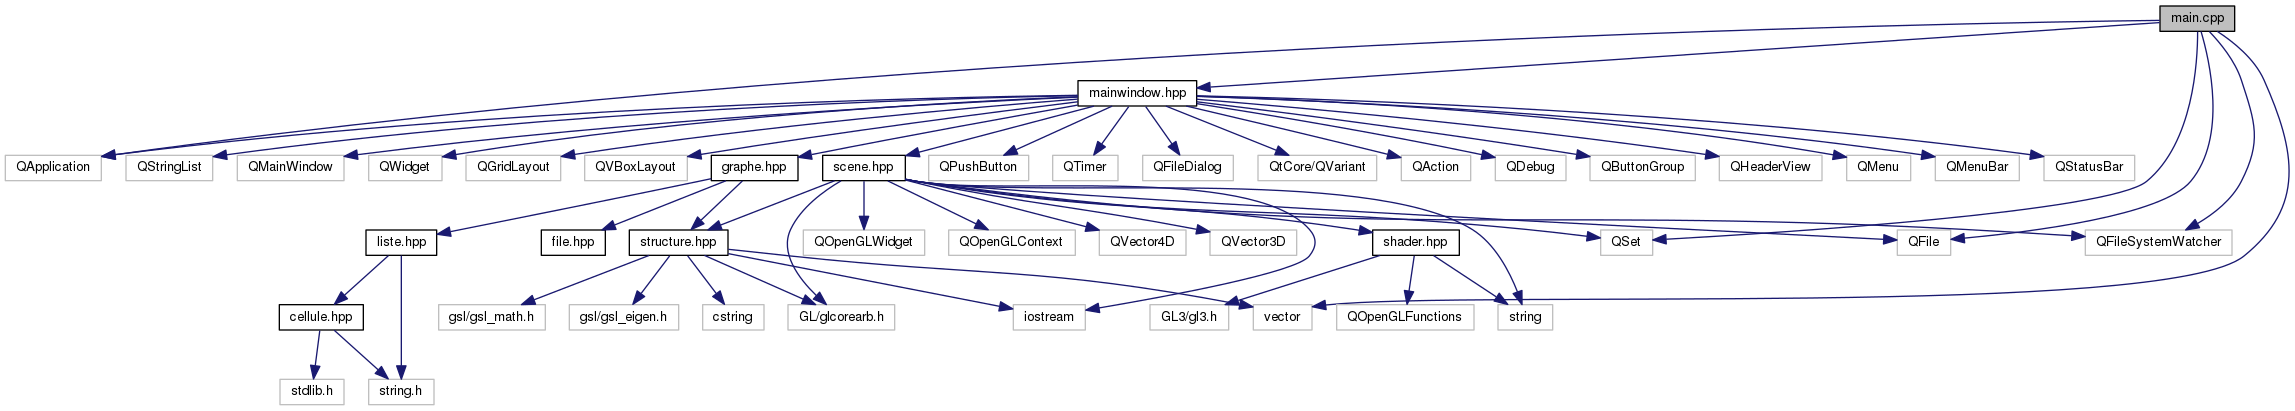 main.cpp
mainwindow.hpp
QApplication
QStringList
QMainWindow
QWidget
QGridLayout
QVBoxLayout
graphe.hpp
scene.hpp
QPushButton
QTimer
QFileDialog
QtCore/QVariant
QAction
QDebug
QButtonGroup
QHeaderView
QMenu
QMenuBar
QStatusBar
liste.hpp
file.hpp
structure.hpp
QOpenGLWidget
QOpenGLContext
QVector4D
QVector3D
shader.hpp
QSet
QFile
QFileSystemWatcher
cellule.hpp
gsl/gsl_math.h
gsl/gsl_eigen.h
cstring
GL/glcorearb.h
iostream
GL3/gl3.h
vector
QOpenGLFunctions
string
stdlib.h
string.h